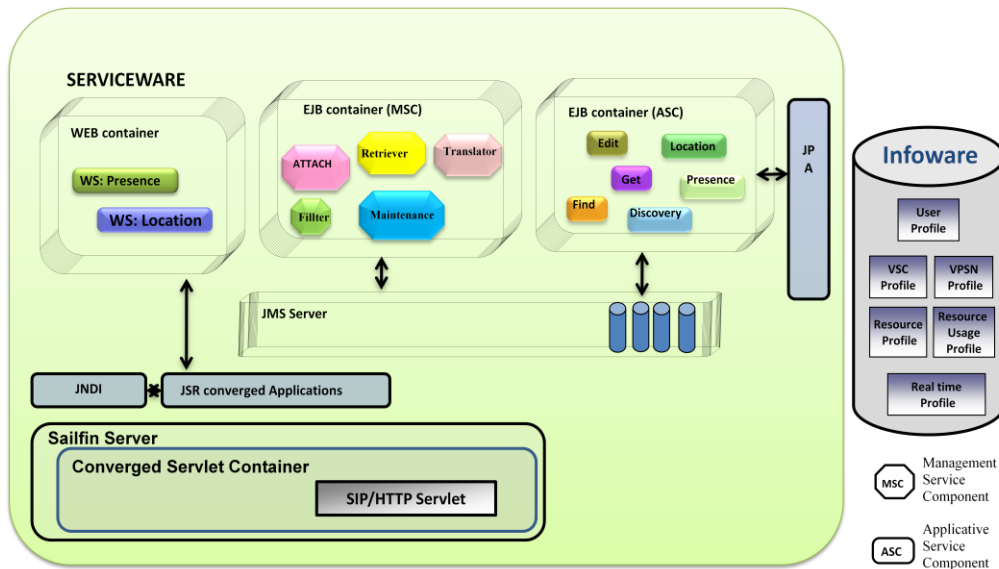 SERVICEWARE
WEB container
WS: Presence
WS: Location
EJB container (MSC)
ATTACH
Retriever
Translator
Fillter
Maintenance
EJB container (ASC)
Edit
Location
Get
Presence
Find
Discovery
JP
A
JMS Server
JNDI
JSR converged Applications
Sailfin Server
Converged Servlet Container
SIP/HTTP Servlet
Infoware
User
Profile
VSC
Profile
VPSN
Profile
Resource
Profile
Resource
Usage
Profile
Real time
Profile
MSC
Management
Service
Component
ASC
Applicative
Service
Component